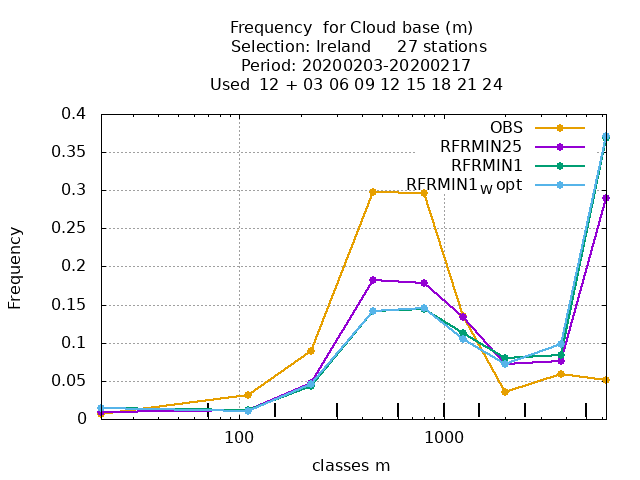 Frequency for Cloud base (m)
Selection: Ireland 27 stations
Period: 20200203-20200217
Used 12 + 03 06 09 12 15 18 21 24
OBS
RFRMIN25
RFRMIN1
RFRMIN1_W opt
0.4
0.35
0.3
0.25
0.2
0.15
0.1
0.05
0
Frequency
100
1000
classes m